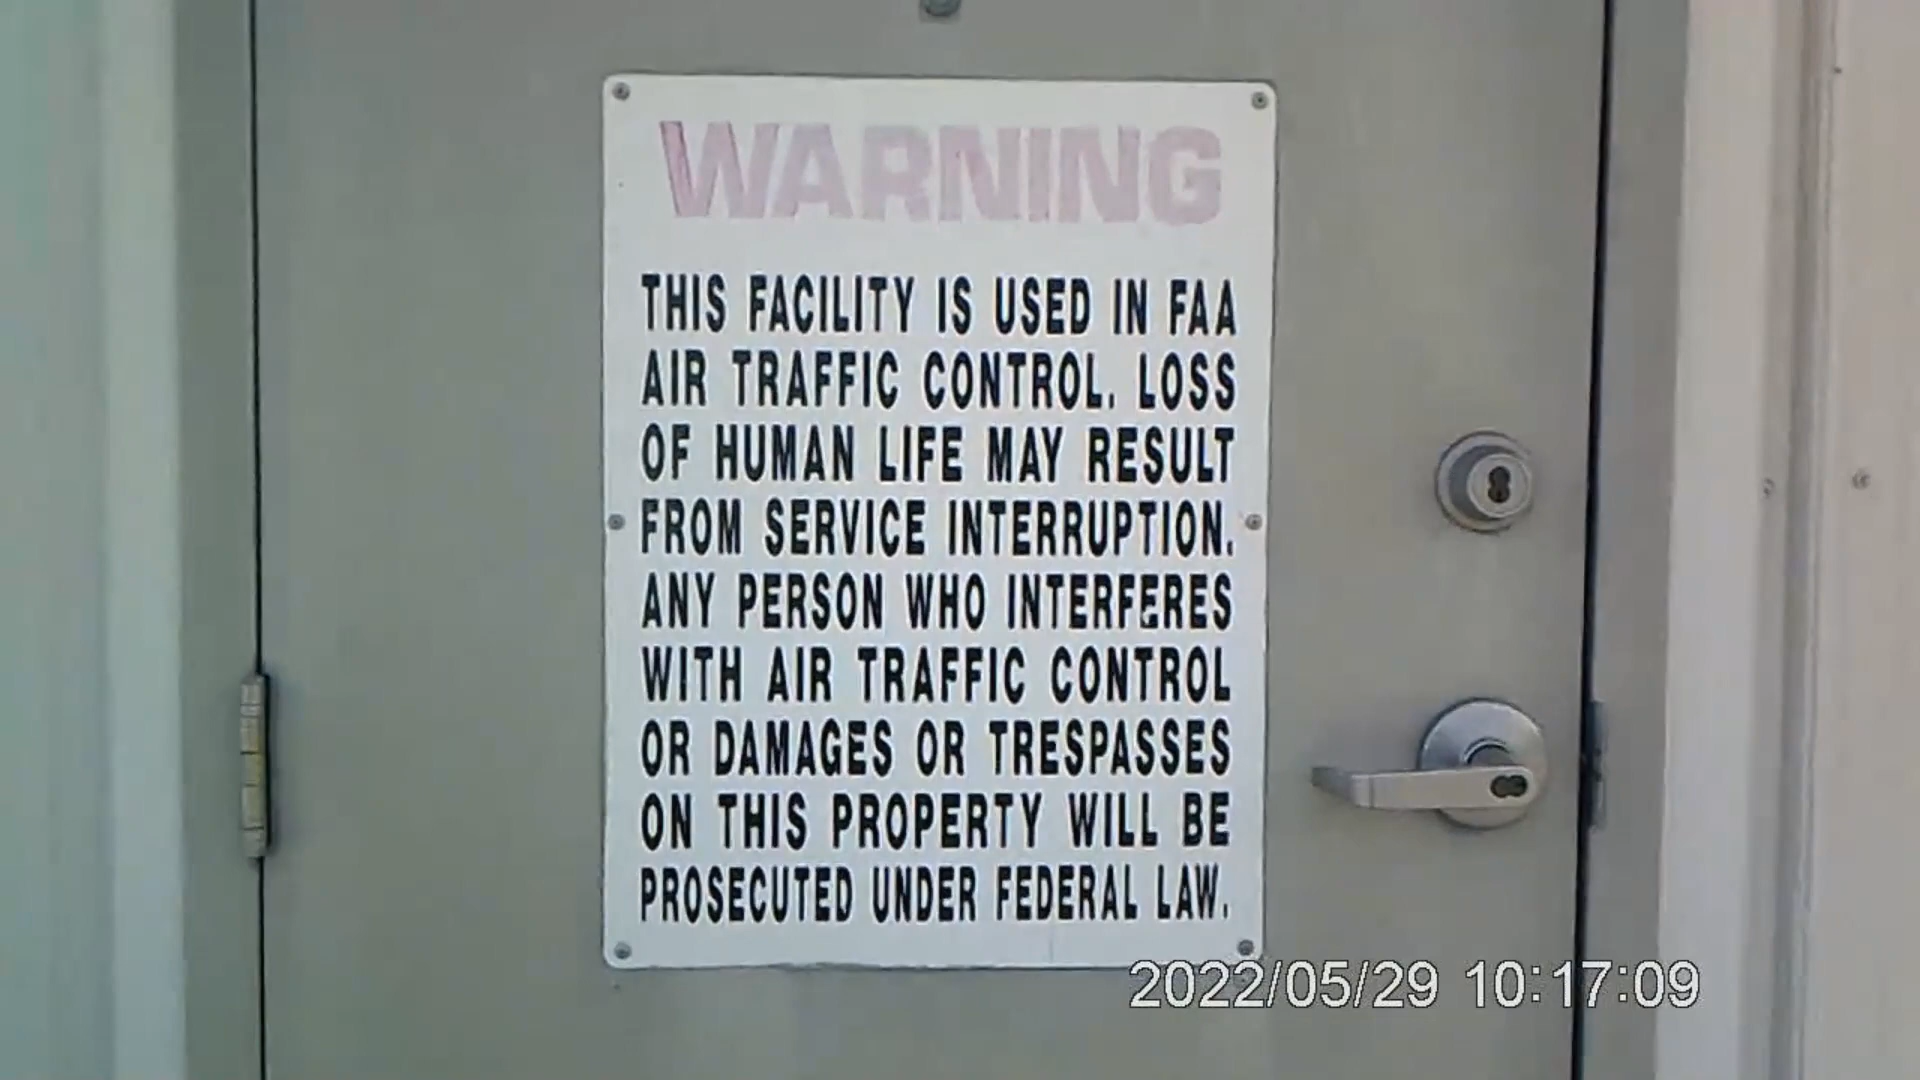 WARNING
THIS FACILITY IS USED IN FAA
AIR TRAFFIC CONTROL. LOSS
OF HUMAN LIFE MAY RESULT
FROM SERVICE INTERRUPTION.
ANY PERSON WHO INTERFERES
WITH AIR TRAFFIC CONTROL
OR DAMAGES OR TRESPASSES
ON THIS PROPERTY WILL BE
PROSECUTED UNDER FEDERAL LAW.
2022/05/29 10:17:09